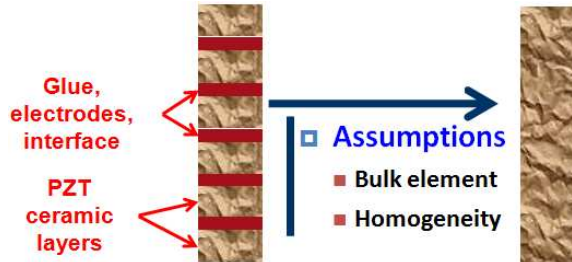 Glue,
electrodes,
interface
PZT
ceramic
layers
Assumptions
Bulk element
Homogeneity